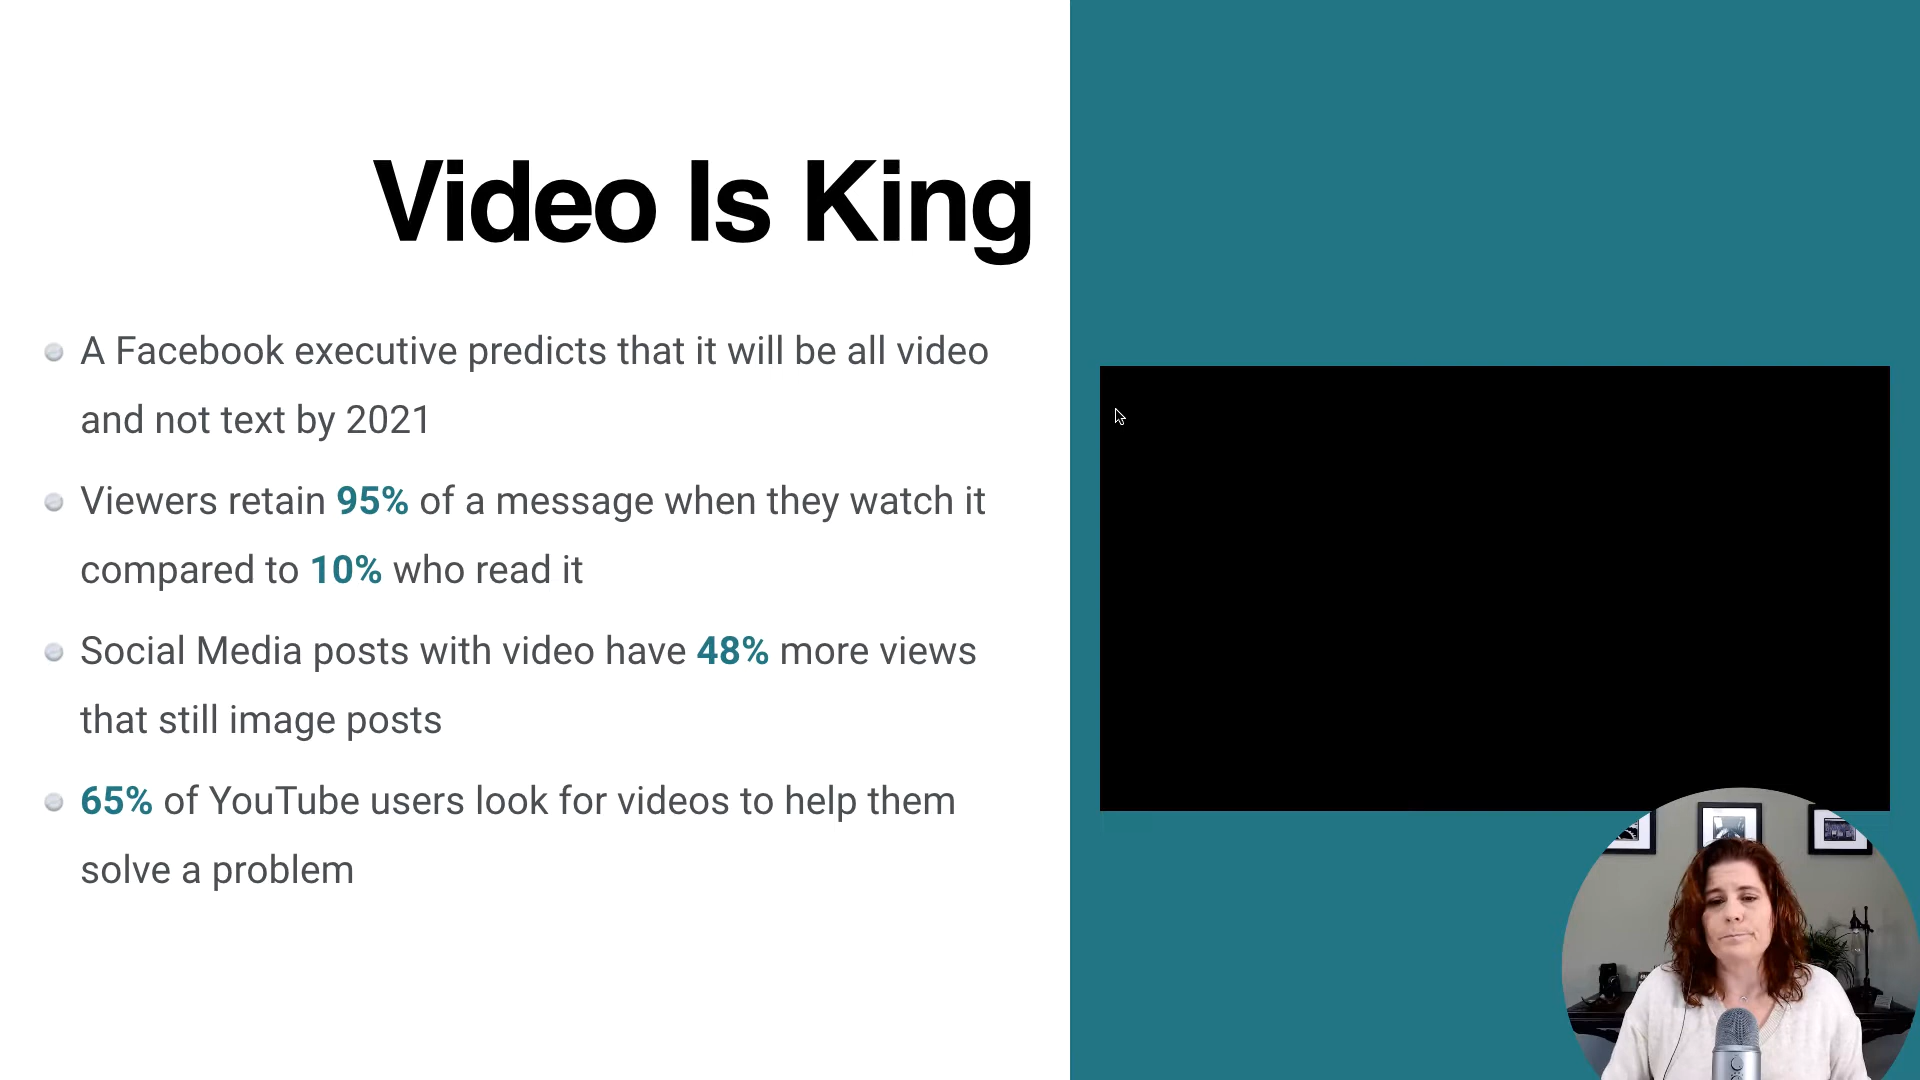 Video Is King
A Facebook executive predicts that it will be all video
and not text by 2021
Viewers retain 95% of a message when they watch it
compared to 10% who read it
Social Media posts with video have 48% more views
that still image posts
65% of YouTube users look for videos to help them
solve a problem